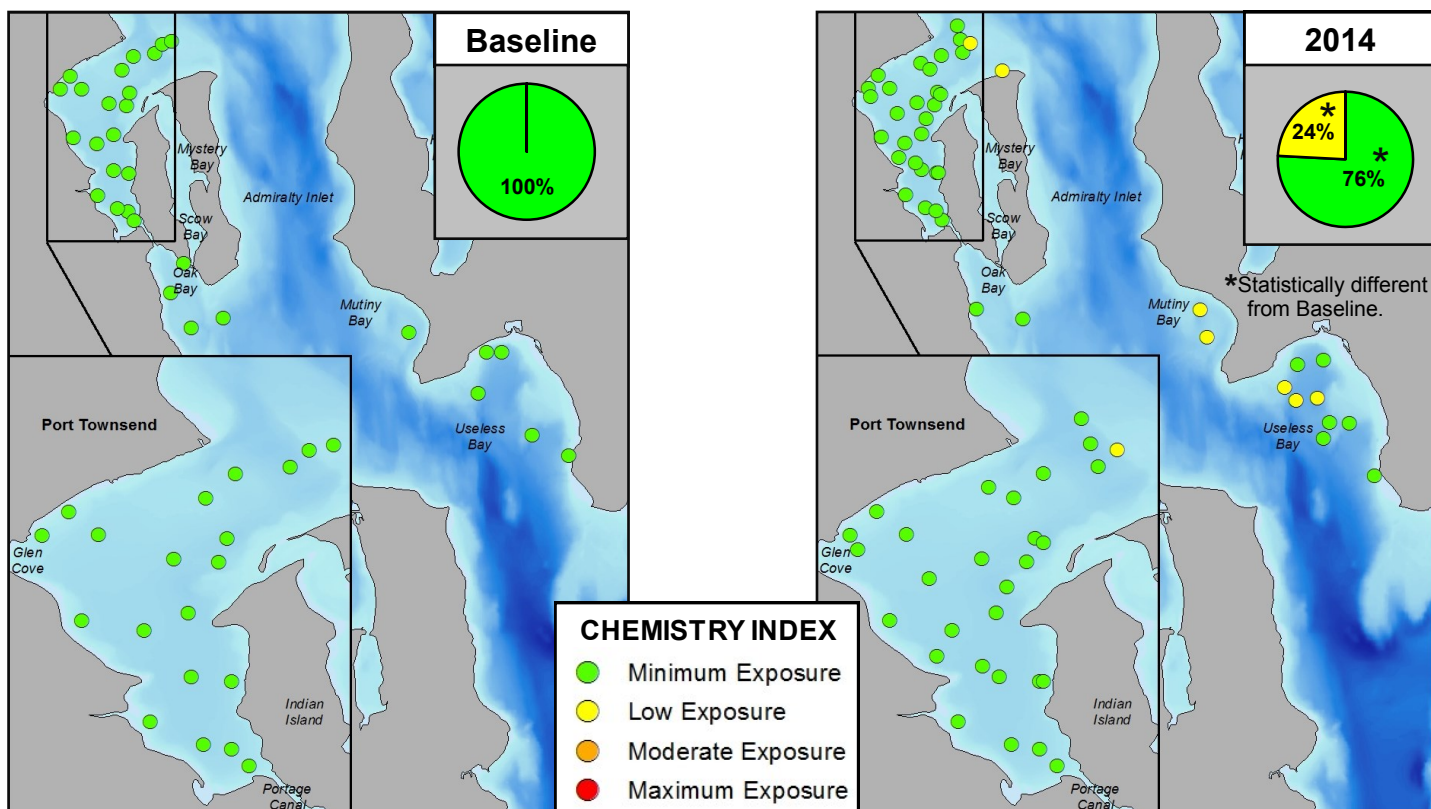 Baseline
100%
Mystery
Bay
Admiralty Inlet
Scow
Bay
Oak
Bay
Mutiny
Bay
Useless
Bay
Port Townsend
Glen
Cove
Indian
Island
Portage
Canal
2014
*
24%
*
76%
*Statistically different
from Baseline.
Mystery
Bay
Admiralty Inlet
Scow
Bay
Oak
Bay
Mutiny
Bay
Useless
Bay
Port Townsend
Glen
Cove
Indian
Island
Portage
Canal
CHEMISTRY INDEX
Minimum Exposure
Low Exposure
Moderate Exposure
Maximum Exposure